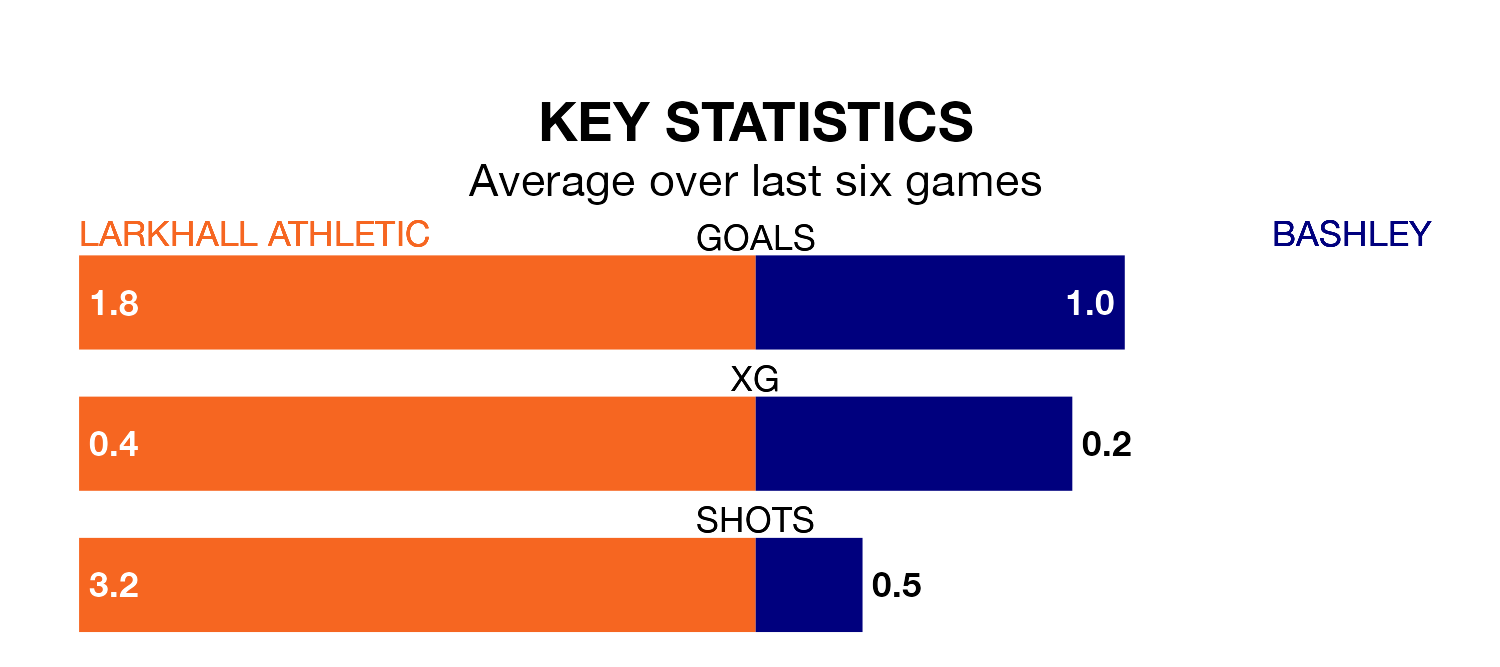 KEY STATISTICS
Average over last six games
LARKHALL ATHLETIC
GOALS
BASHLEY
1.8
1.0
XG
0.4
0.2
SHOTS
3.2
0.5